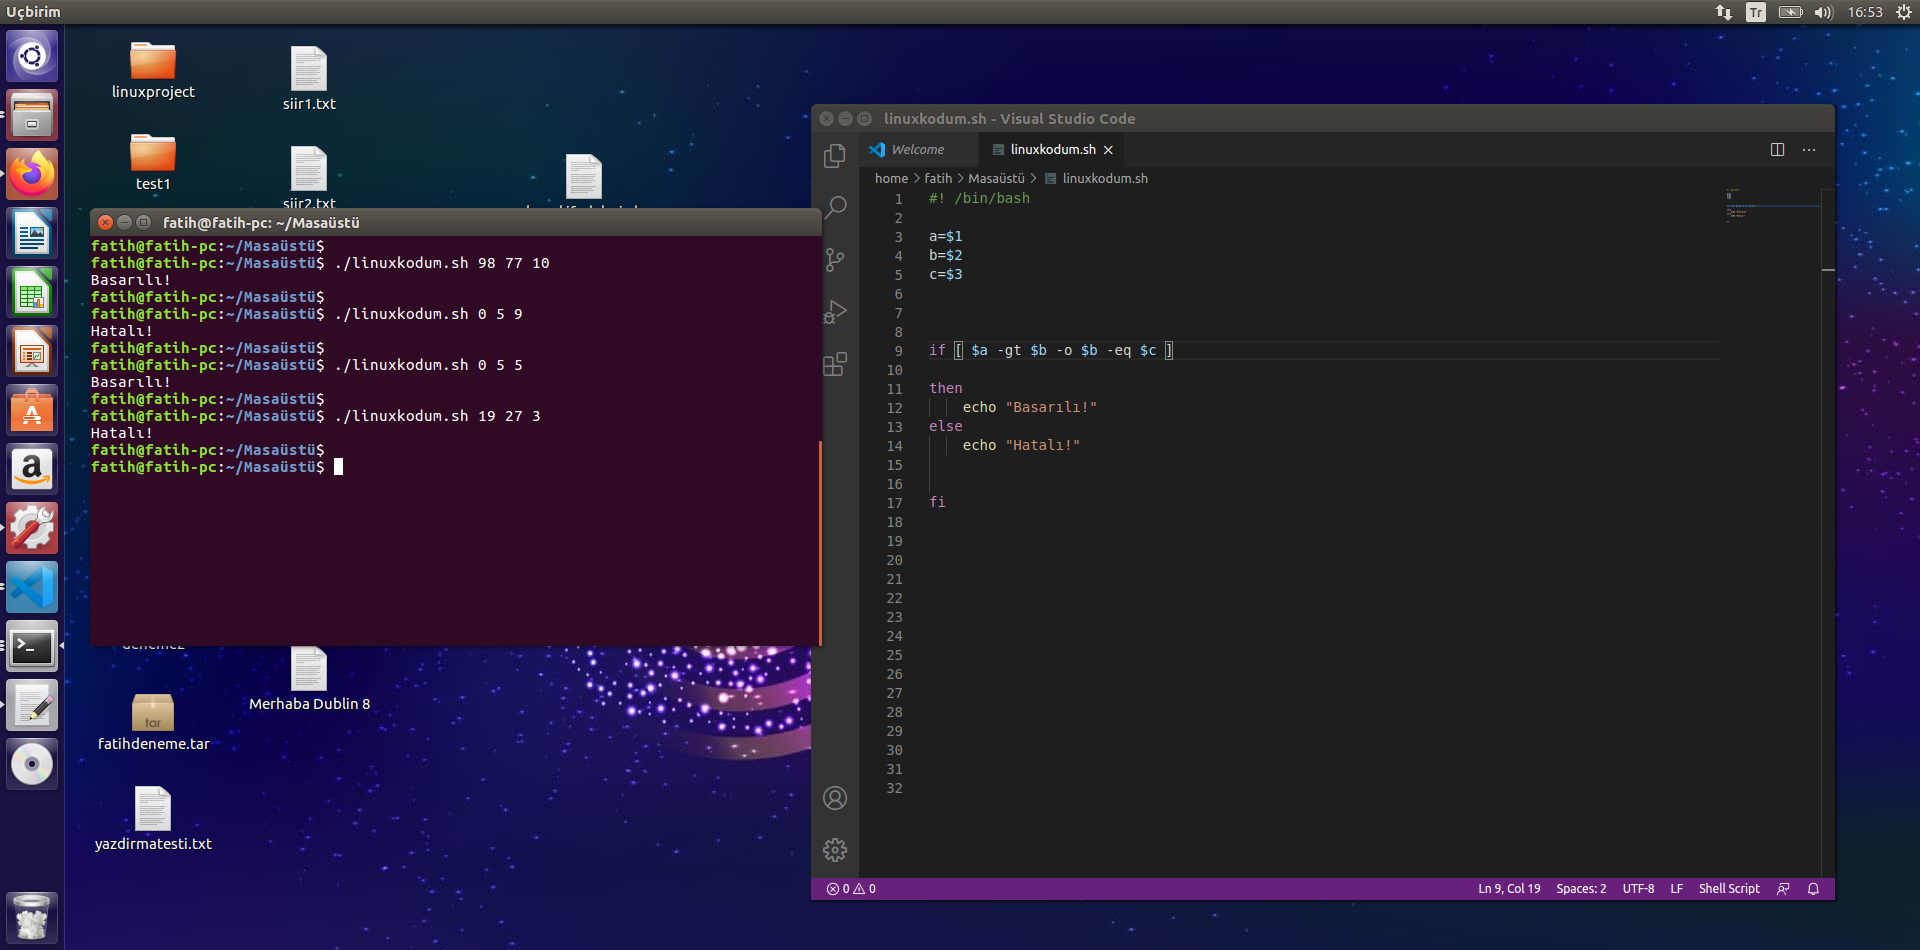 Uçbirim
Tr
16:53
linuxproject
siir1.txt
test1
siir2.txt
fatih@fatih-pc: ~/Masaüstü
fatih@fatih-pc:~/Masaüstü$
fatih@fatih-pc:~/Masaüstü$ ./linuxkodum.sh 98 77 10
Basarılı!
fatih@fatih-pc:~/Masaüstü$
fatih@fatih-pc:~/Masaüstü$ ./linuxkodum.sh 0 5 9
Hatalı!
fatih@fatih-pc:~/Masaüstü$
fatih@fatih-pc:~/Masaüstü$ ./linuxkodum.sh 0 5 5
Basarılı!
fatih@fatih-pc:~/Masaüstü$
fatih@fatih-pc:~/Masaüstü$ ./linuxkodum.sh 19 27 3
Hatalı!
fatih@fatih-pc:~/Masaüstü$
fatih@fatih-pc:~/Masaüstü$
Merhaba Dublin 8
tar
fatihdeneme.tar
yazdirmatesti.txt
linuxkodum.sh - Visual Studio Code
Welcome
linuxkodum.sh
home > fatih > Masaüstü > linuxkodum.sh
1 #! /bin/bash
2
3 a=$1
4 b=$2
5 c=$3
6
7
8
9 if [ $a -gt $b -o $b -eq $c ]
10
11 then
12 echo "Basarılı!"
13 else
14 echo "Hatalı!"
15
16
17 fi
18
19
20
21
22
23
24
25
26
27
28
29
30
31
32
0 0
Ln 9, Col 19 Spaces: 2 UTF-8 LF Shell Script